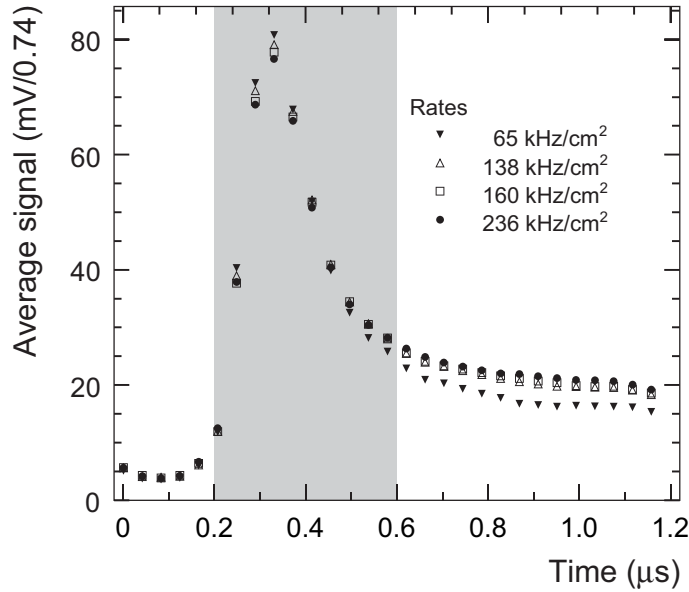 Average signal (mV/0.74)
80
60
40
20
0
Rates
65 kHz/cm²
138 kHz/cm²
160 kHz/cm²
236 kHz/cm²
0 0.2 0.4 0.6 0.8 1.0 1.2
Time (μs)